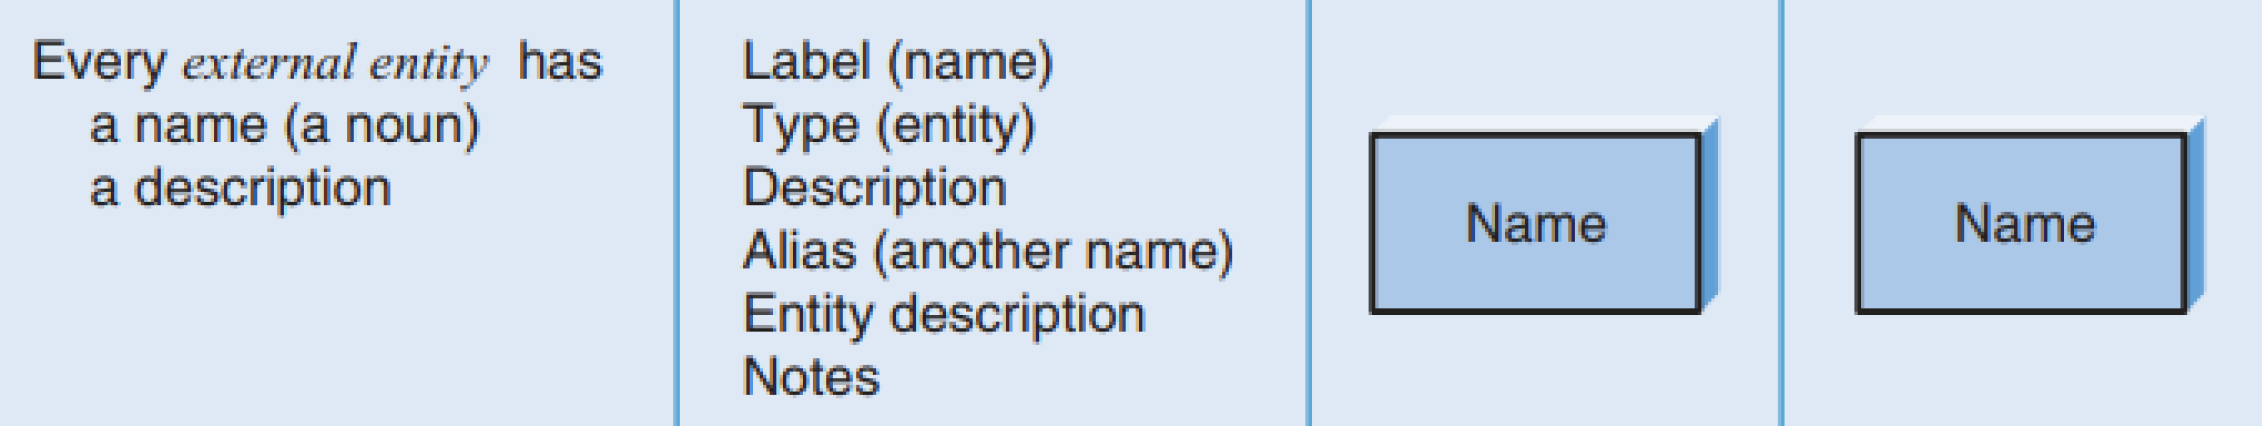 Every external entity has
a name (a noun)
a description
Label (name)
Type (entity)
Description
Alias (another name)
Entity description
Notes
Name
Name